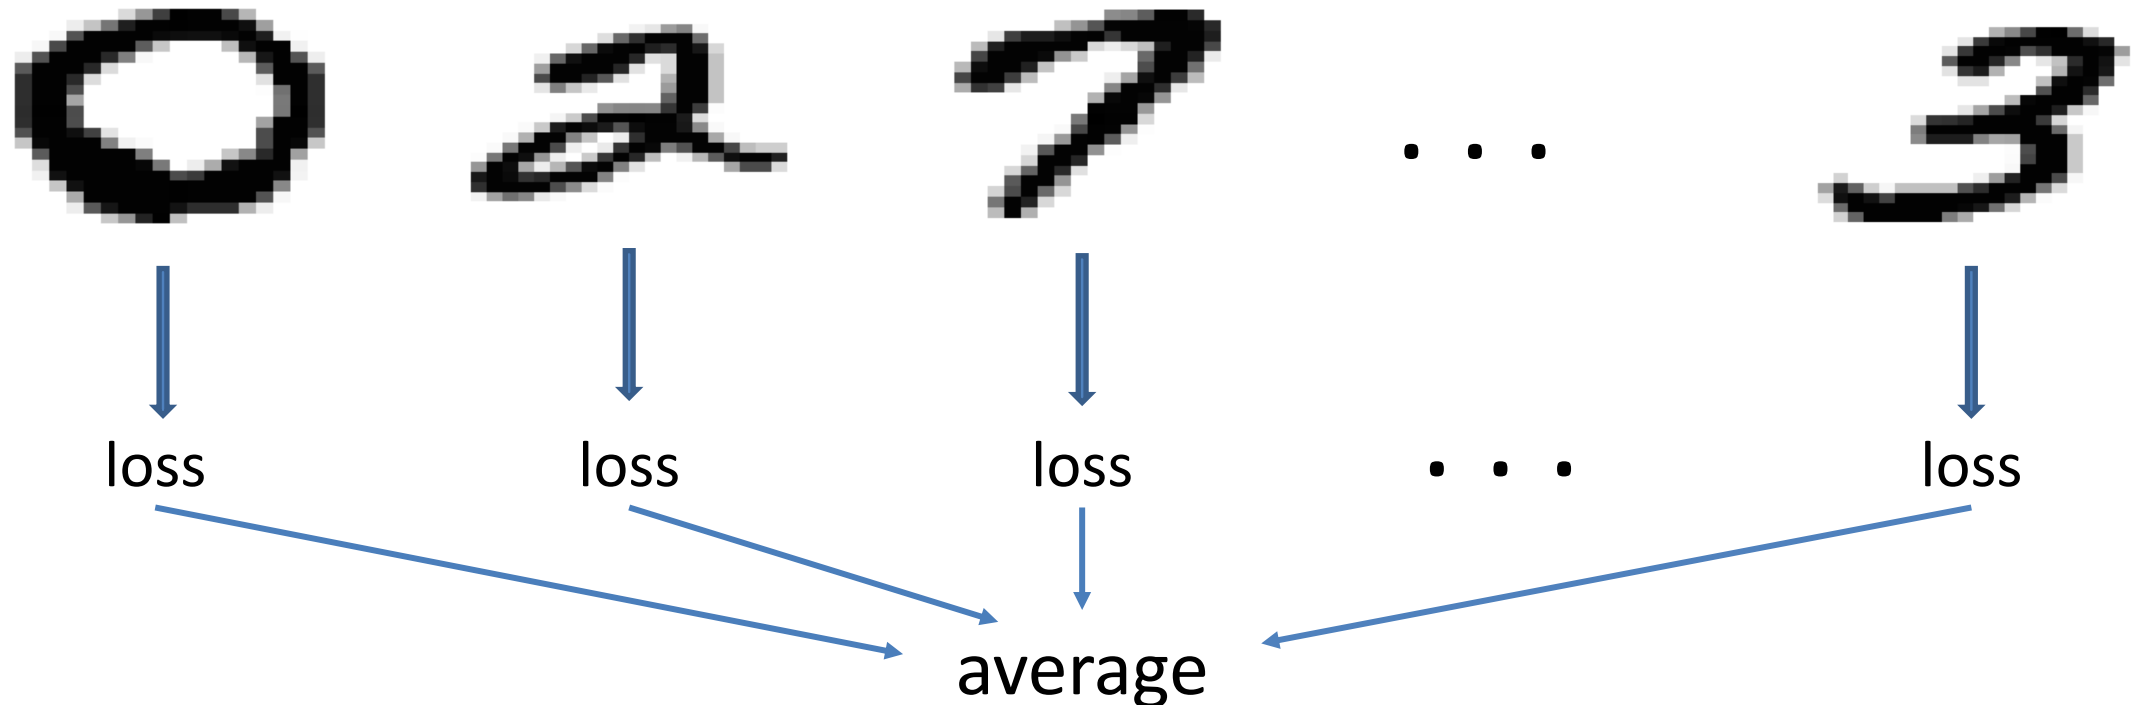 0 2 7 . . . 3
loss loss loss . . . loss
average